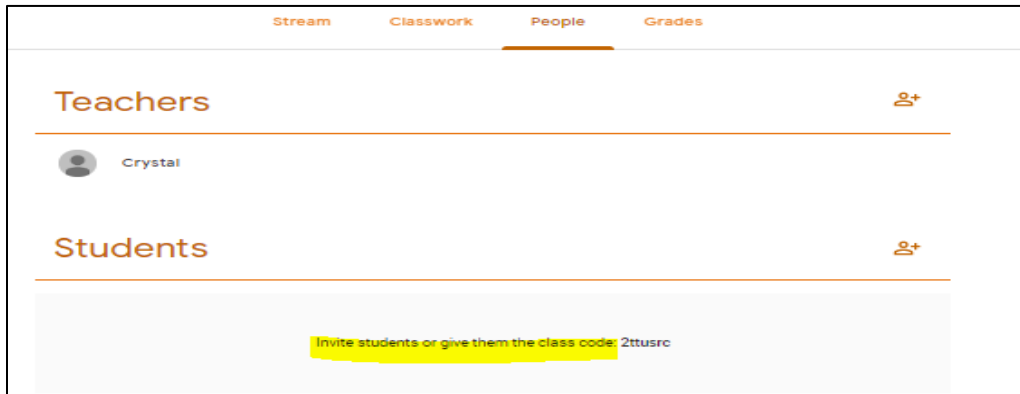 Stream Classwork People Grades
Teachers
Crystal
Students
Invite students or give them the class code: 2ttusrc